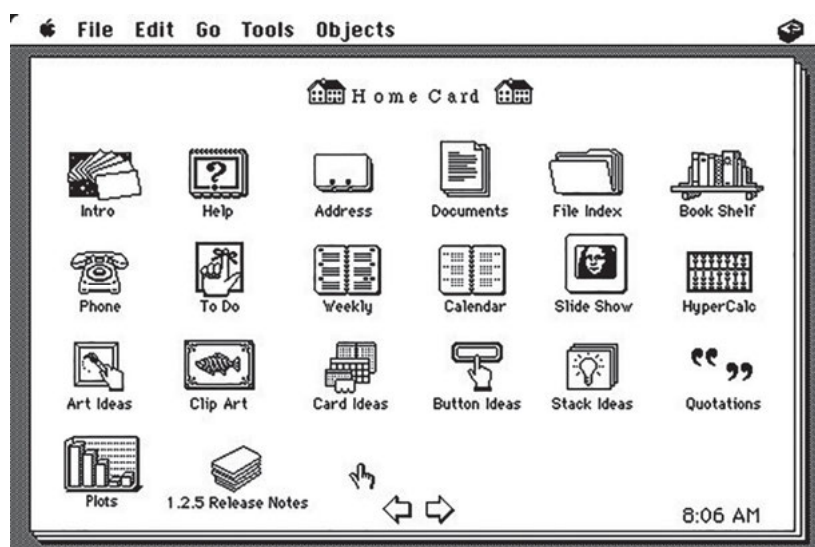 File Edit Go Tools Objects
Home Card
Intro Help Address Documents File Index Book Shelf
Phone To Do Weekly Calendar Slide Show HyperCalc
Art Ideas Clip Art Card Ideas Button Ideas Stack Ideas Quotations
Plots 1.2.5 Release Notes
8:06 AM